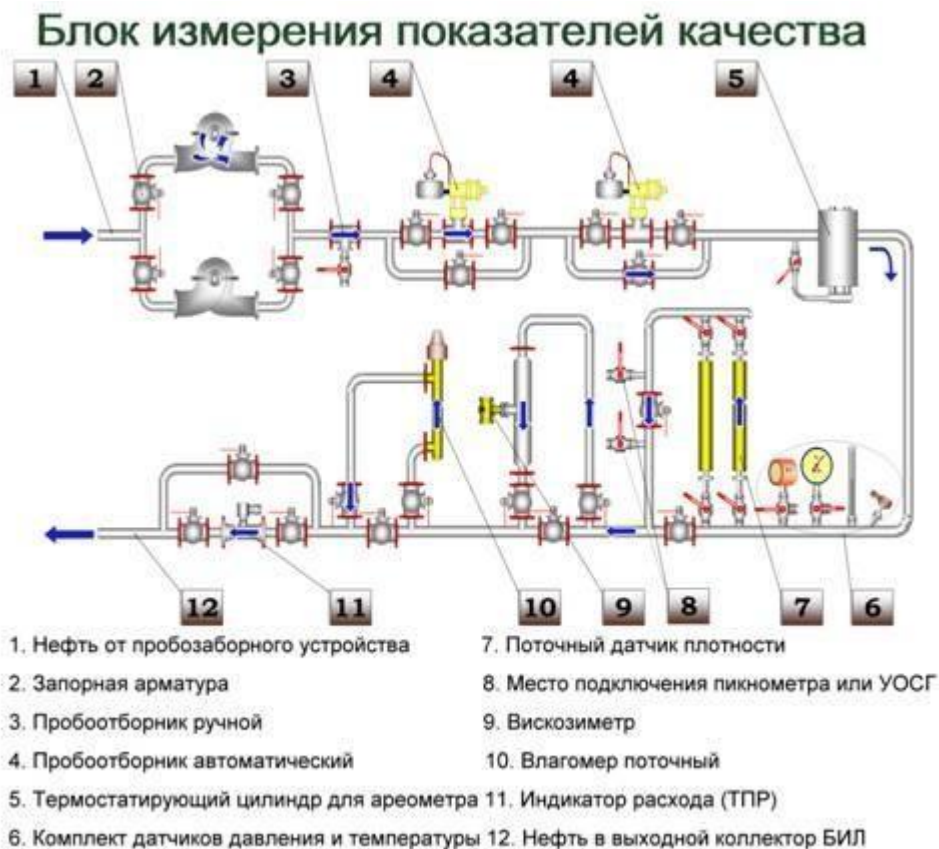 Блок измерения показателей качества
1 2 3 4 4 5
12 11 10 9 8 7 6
1. Нефть от пробозаборного устройства
2. Запорная арматура
3. Пробоотборник ручной
4. Пробоотборник автоматический
5. Термостатирующий цилиндр для ареометра
6. Комплект датчиков давления и температуры
7. Поточный датчик плотности
8. Место подключения пикнометра или УОСГ
9. Вискозиметр
10. Влагомер поточный
11. Индикатор расхода (ТПР)
12. Нефть в выходной коллектор БИЛ